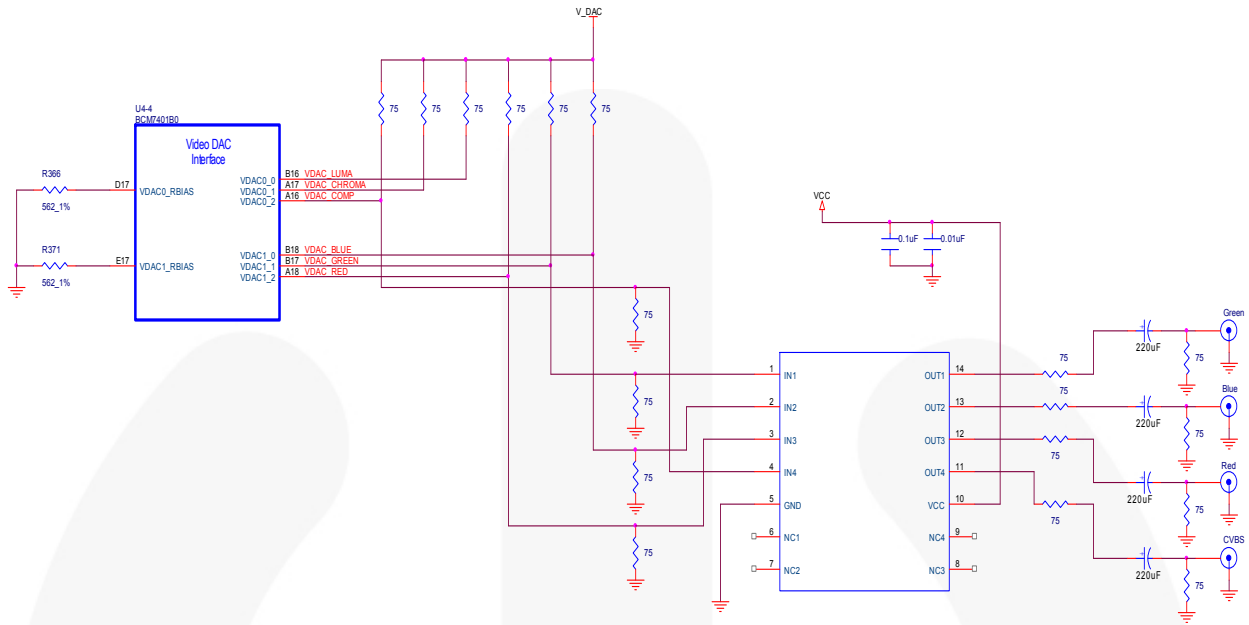 V_DAC
75
75
75
75
75
75
U4-4
BCM7401B0
Video DAC
Interface
R366
562_1%
D17
VDAC0_RBIAS
R371
562_1%
E17
VDAC1_RBIAS
VDAC0_0
B16
VDAC_LUMA
VDAC0_1
A17
VDAC_CHROMA
VDAC0_2
A16
VDAC_COMP
VDAC1_0
B18
VDAC_BLUE
VDAC1_1
B17
VDAC_GREEN
VDAC1_2
A18
VDAC_RED
VCC
0.1uF
0.01uF
75
75
75
75
1
IN1
2
IN2
3
IN3
4
IN4
5
GND
6
NC1
7
NC2
OUT1
14
OUT2
13
OUT3
12
OUT4
11
VCC
10
NC4
9
NC3
8
75
75
75
75
220uF
75
Green
220uF
75
Blue
220uF
75
Red
220uF
75
CVBS